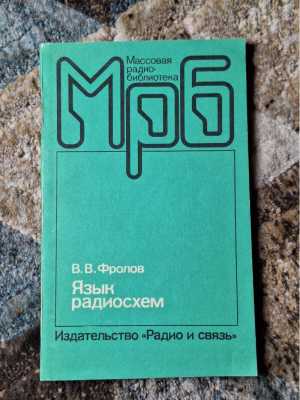 Массовая
радио-
библиотека
Мрб
В. В. Фролов
Язык
радиосхем
Издательство «Радио и связь»